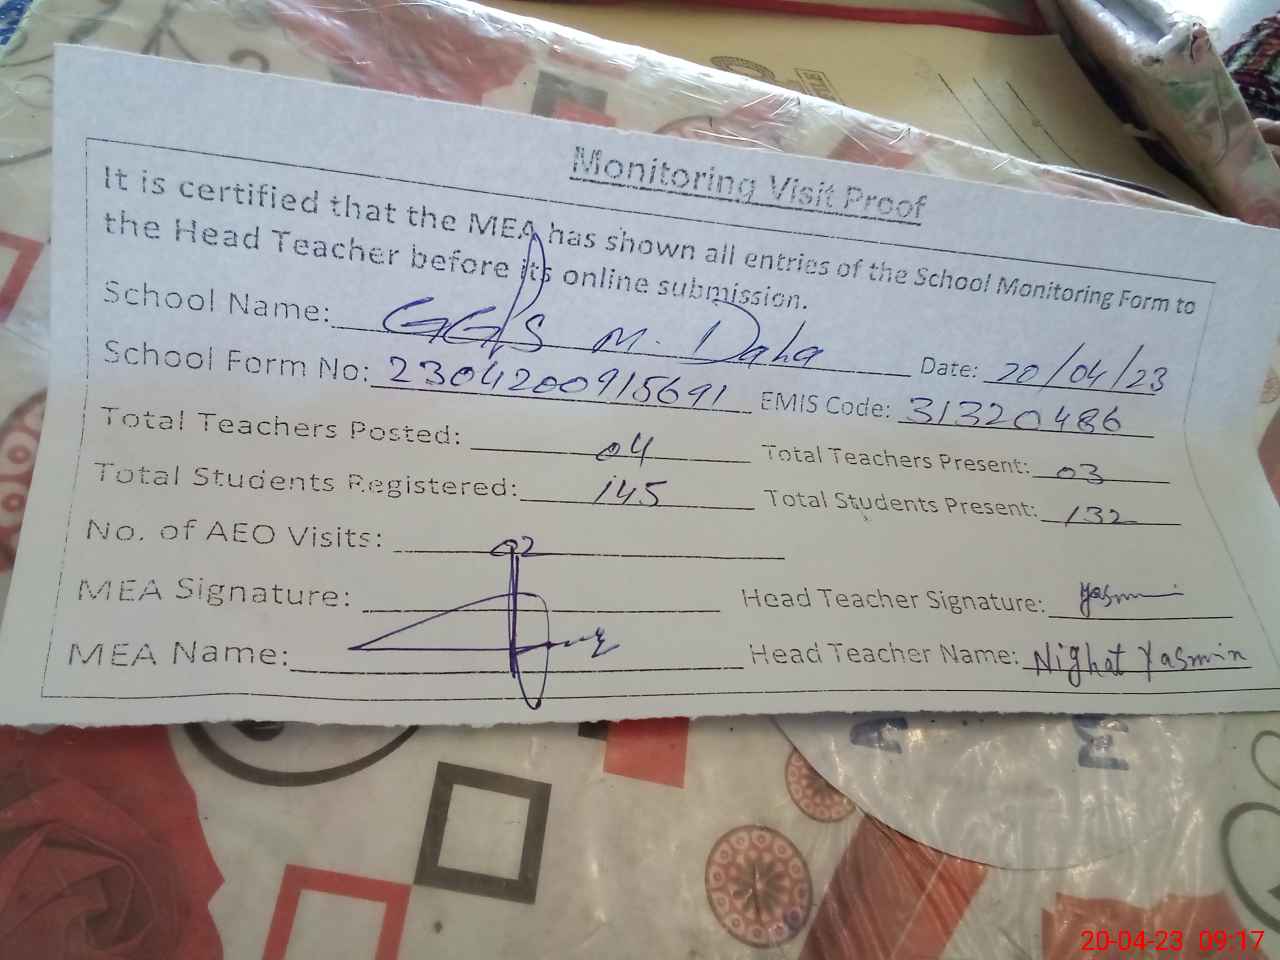 Monitoring Visit Proof
It is certified that the MEA has shown all entries of the School Monitoring Form to
the Head Teacher before its online submission.
School Name: GGPS M. Daha Date: 20/04/23
School Form No: 2304200915691 EMIS Code: 31320486
Total Teachers Posted: 04 Total Teachers Present: 03
Total Students Registered: 145 Total Students Present: 132
No. of AEO Visits: 02
MEA Signature: Head Teacher Signature: Yasmin
MEA Name: Head Teacher Name: Nighat Yasmin
20-04-23 09:17